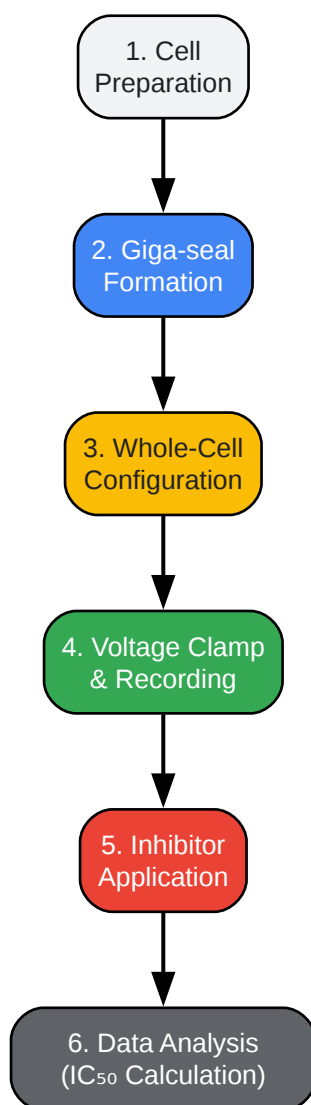 1. Cell
Preparation
2. Giga-seal
Formation
3. Whole-Cell
Configuration
4. Voltage Clamp
& Recording
5. Inhibitor
Application
6. Data Analysis
(IC₅₀ Calculation)